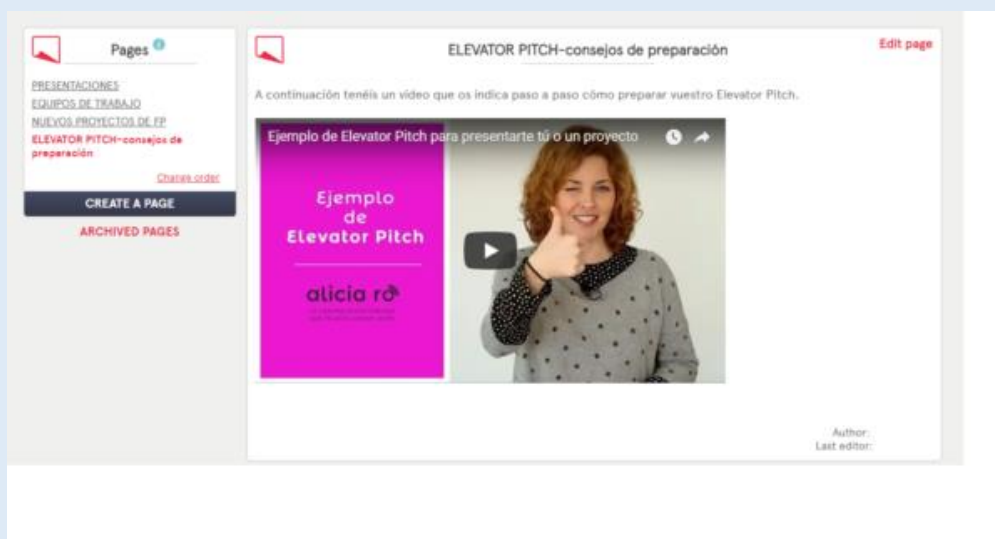 Pages
PRESENTACIONES
EQUIPOS DE TRABAJO
NUEVOS PROYECTOS DE FP
ELEVATOR PITCH-consejos de
preparación
Change order
CREATE A PAGE
ARCHIVED PAGES
ELEVATOR PITCH-consejos de preparación
Edit page
A continuación tenéis un vídeo que os indica paso a paso cómo preparar vuestro Elevator Pitch.
Ejemplo de Elevator Pitch para presentarte tú o un proyecto
Ejemplo
de
Elevator Pitch
alicia ro
Author:
Last editor: